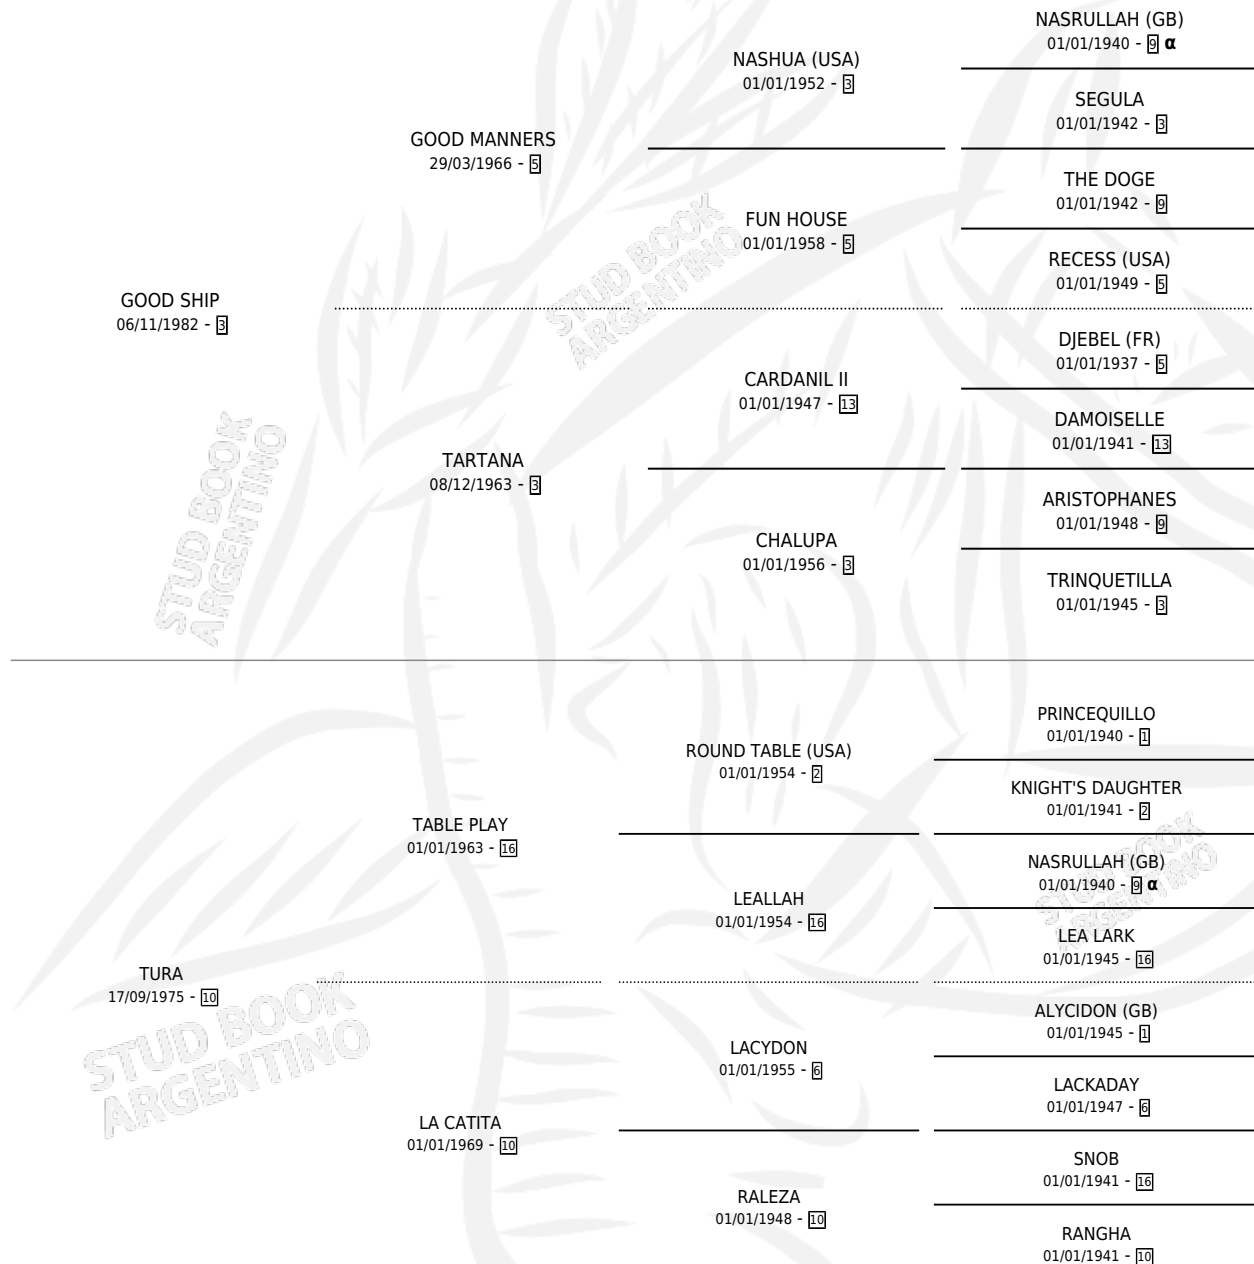 NASRULLAH (GB)
01/01/1940 - 9 α
NASHUA (USA)
01/01/1952 - 3
SEGULA
01/01/1942 - 3
GOOD MANNERS
29/03/1966 - 5
THE DOGE
01/01/1942 - 9
FUN HOUSE
01/01/1958 - 5
RECESS (USA)
01/01/1949 - 5
GOOD SHIP
06/11/1982 - 3
STUD BOOK
ARGENTINO
DJEBEL (FR)
01/01/1937 - 5
CARDANIL II
01/01/1947 - 13
DAMOISELLE
01/01/1941 - 13
TARTANA
08/12/1963 - 3
ARISTOPHANES
01/01/1948 - 9
CHALUPA
01/01/1956 - 3
TRINQUETILLA
01/01/1945 - 3
STUD BOOK
ARGENTINO
PRINCEQUILLO
01/01/1940 - 1
ROUND TABLE (USA)
01/01/1954 - 2
KNIGHT'S DAUGHTER
01/01/1941 - 2
TABLE PLAY
01/01/1963 - 16
NASRULLAH (GB)
01/01/1940 - 9 α
LEALLAH
01/01/1954 - 16
LEA LARK
01/01/1945 - 16
STUD BOOK
ARGENTINO
TURA
17/09/1975 - 10
ALYCIDON (GB)
01/01/1945 - 1
LACYDON
01/01/1955 - 6
LACKADAY
01/01/1947 - 6
STUD BOOK
ARGENTINO
LA CATITA
01/01/1969 - 10
SNOB
01/01/1941 - 16
RALEZA
01/01/1948 - 10
RANGHA
01/01/1941 - 10